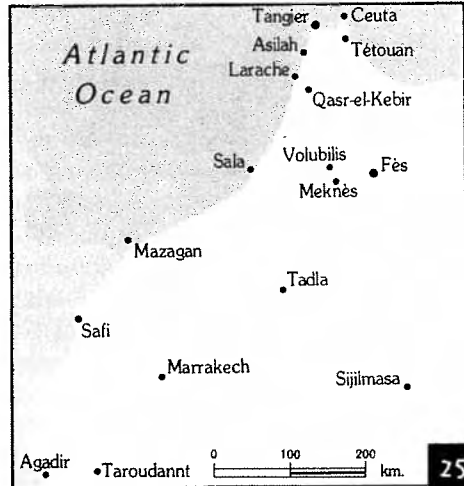 Tangier
Ceuta
Atlantic
Ocean
Asilah
Tétouan
Larache
Qasr-el-Kebir
Sala
Volubilis
Fès
Meknès
Mazagan
Tadla
Safi
Marrakech
Sijilmasa
Agadir
Taroudannt
0 100 200
km.
25